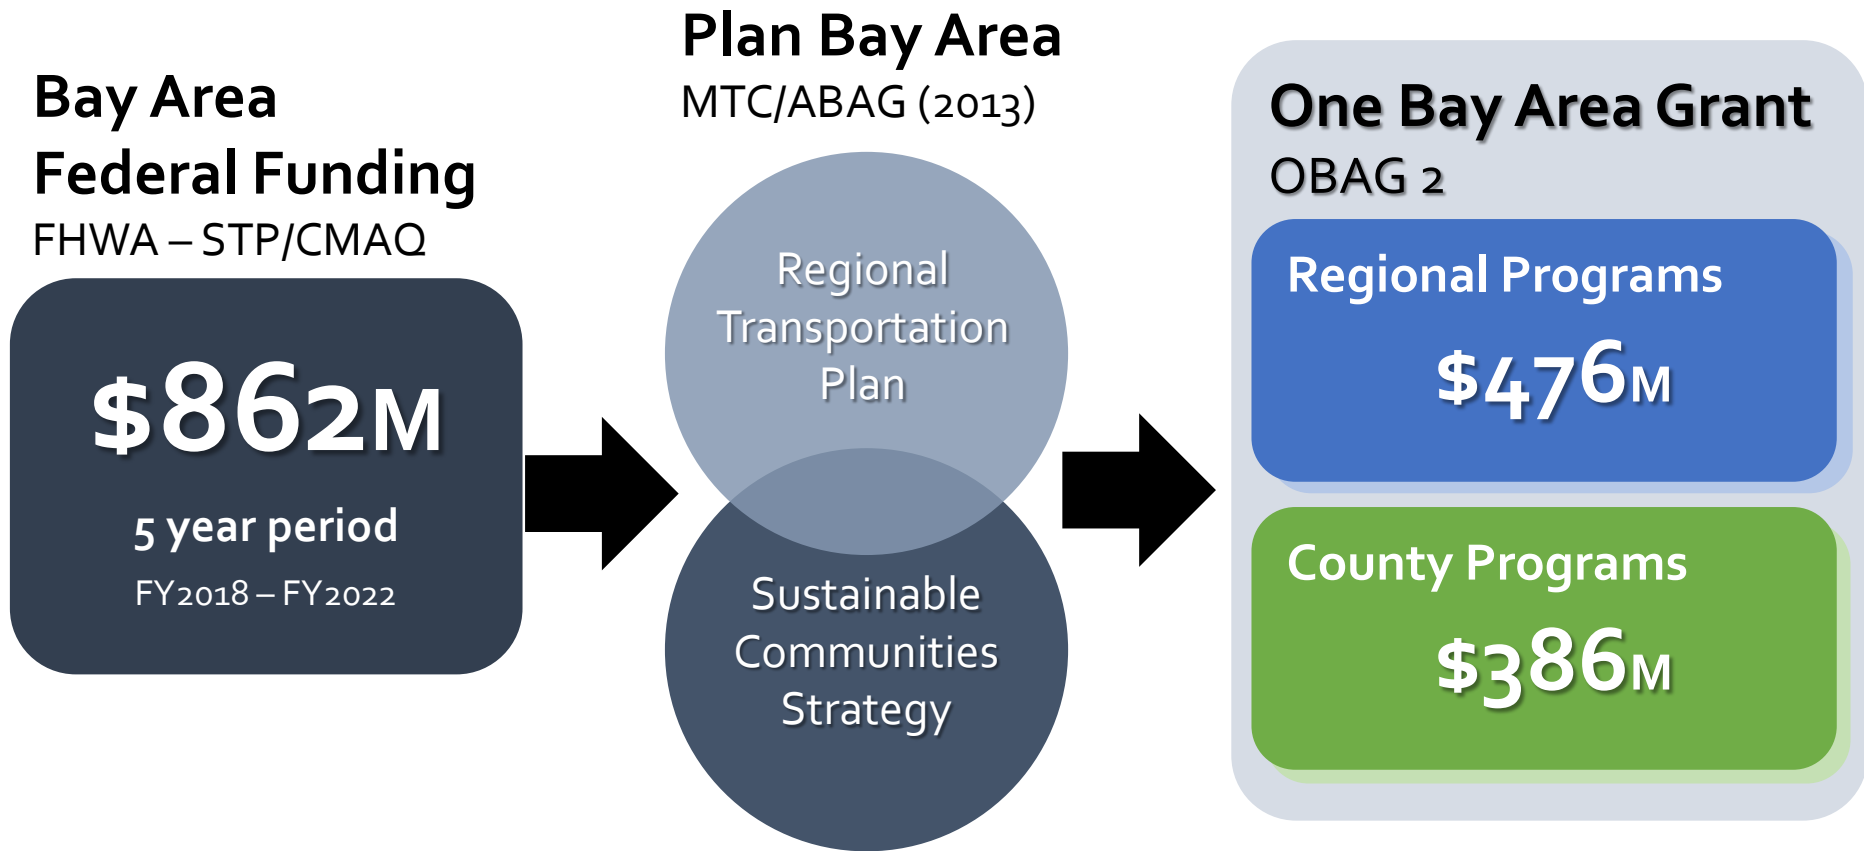 Bay Area
Federal Funding
FHWA – STP/CMAQ
$862M
5 year period
FY2018 – FY2022
Plan Bay Area
MTC/ABAG (2013)
Regional
Transportation
Plan
Sustainable
Communities
Strategy
One Bay Area Grant
OBAG 2
Regional Programs
$476M
County Programs
$386M